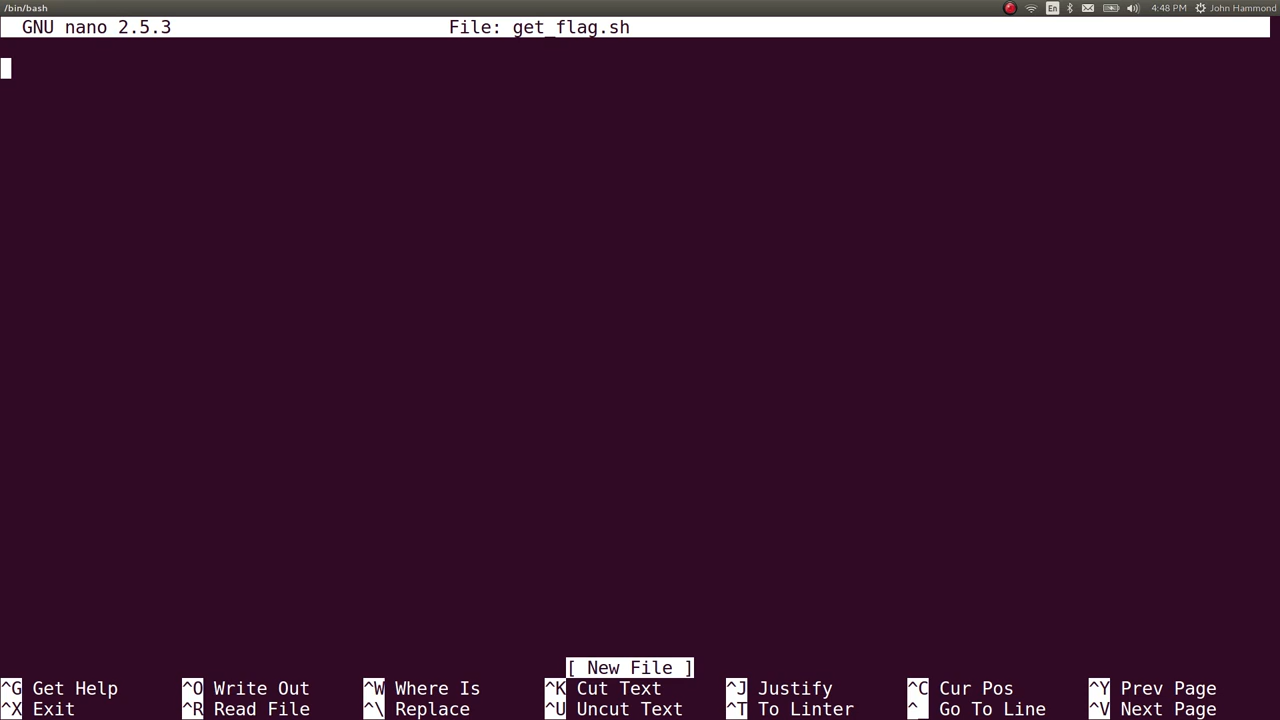 /bin/bash
En
4:48 PM
John Hammond
GNU nano 2.5.3
File: get_flag.sh
[ New File ]
^G Get Help ^O Write Out ^W Where Is ^K Cut Text ^J Justify ^C Cur Pos ^Y Prev Page
^X Exit ^R Read File ^\ Replace ^U Uncut Text ^T To Linter ^_ Go To Line ^V Next Page